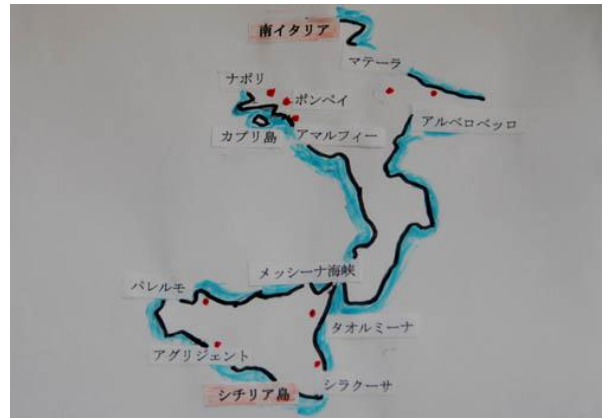 南イタリア
マテーラ
ナポリ
ポンペイ
アルベロベッロ
カプリ島
アマルフィー
メッシーナ海峡
パレルモ
タオルミーナ
アグリジェント
シラクーサ
シチリア島